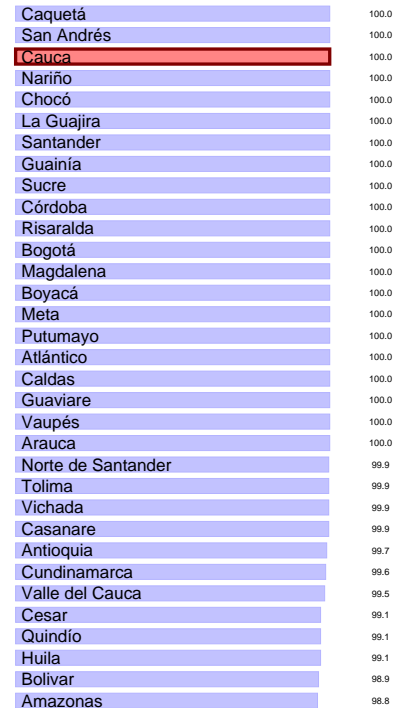 Caquetá 100.0
San Andrés 100.0
Cauca 100.0
Nariño 100.0
Chocó 100.0
La Guajira 100.0
Santander 100.0
Guainía 100.0
Sucre 100.0
Córdoba 100.0
Risaralda 100.0
Bogotá 100.0
Magdalena 100.0
Boyacá 100.0
Meta 100.0
Putumayo 100.0
Atlántico 100.0
Caldas 100.0
Guaviare 100.0
Vaupés 100.0
Arauca 100.0
Norte de Santander 99.9
Tolima 99.9
Vichada 99.9
Casanare 99.9
Antioquia 99.7
Cundinamarca 99.6
Valle del Cauca 99.5
Cesar 99.1
Quindío 99.1
Huila 99.1
Bolivar 98.9
Amazonas 98.8